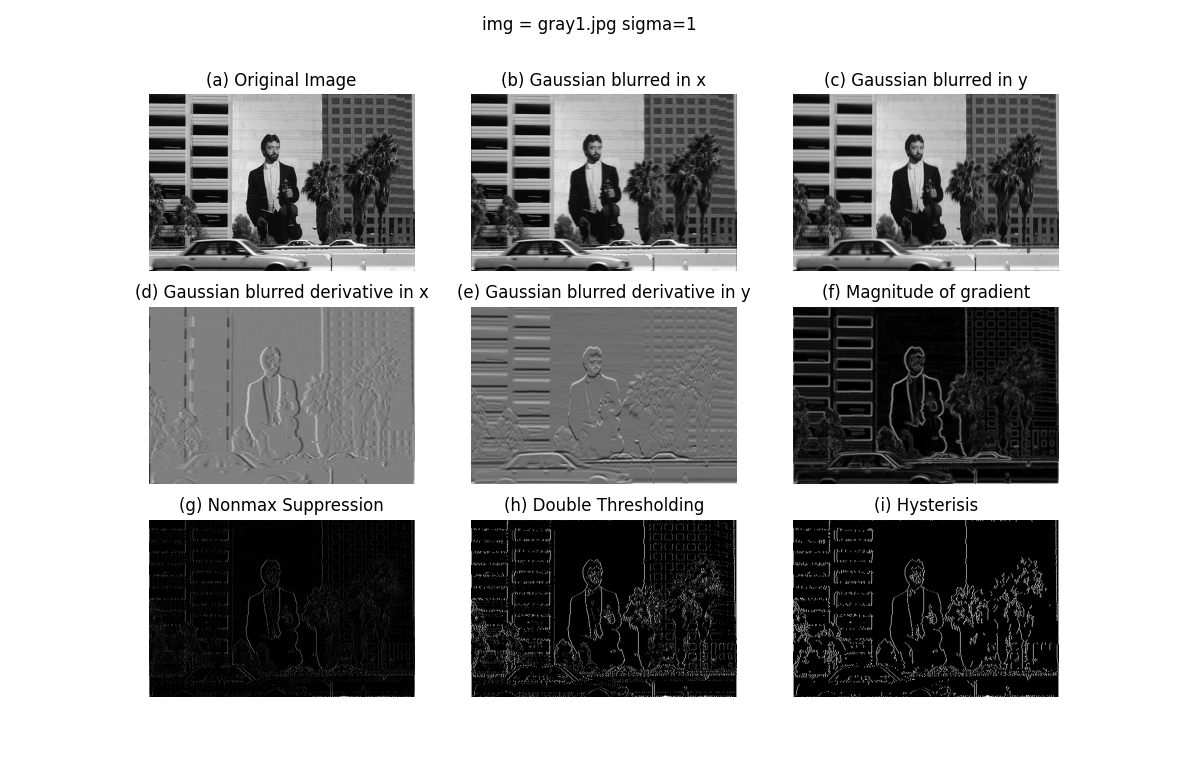 img = gray1.jpg sigma=1
(a) Original Image
(b) Gaussian blurred in x
(c) Gaussian blurred in y
(d) Gaussian blurred derivative in x
(e) Gaussian blurred derivative in y
(f) Magnitude of gradient
(g) Nonmax Suppression
(h) Double Thresholding
(i) Hysterisis